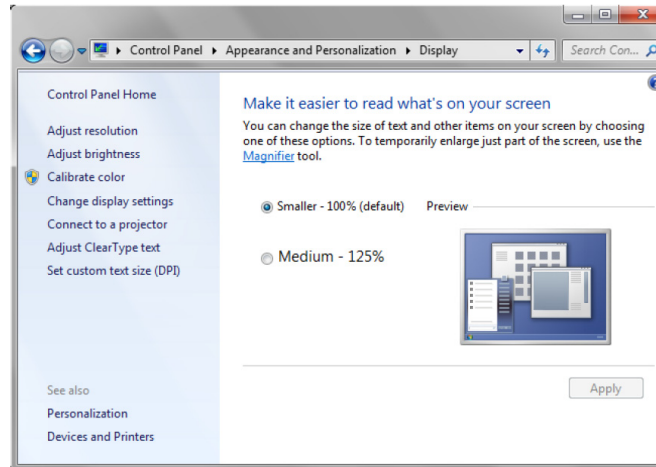 Control Panel ▸ Appearance and Personalization ▸ Display
Search Con...
Control Panel Home
Adjust resolution
Adjust brightness
Calibrate color
Change display settings
Connect to a projector
Adjust ClearType text
Set custom text size (DPI)
See also
Personalization
Devices and Printers
Make it easier to read what's on your screen
You can change the size of text and other items on your screen by choosing
one of these options. To temporarily enlarge just part of the screen, use the
Magnifier tool.
Smaller - 100% (default)
Preview
Medium - 125%
Apply